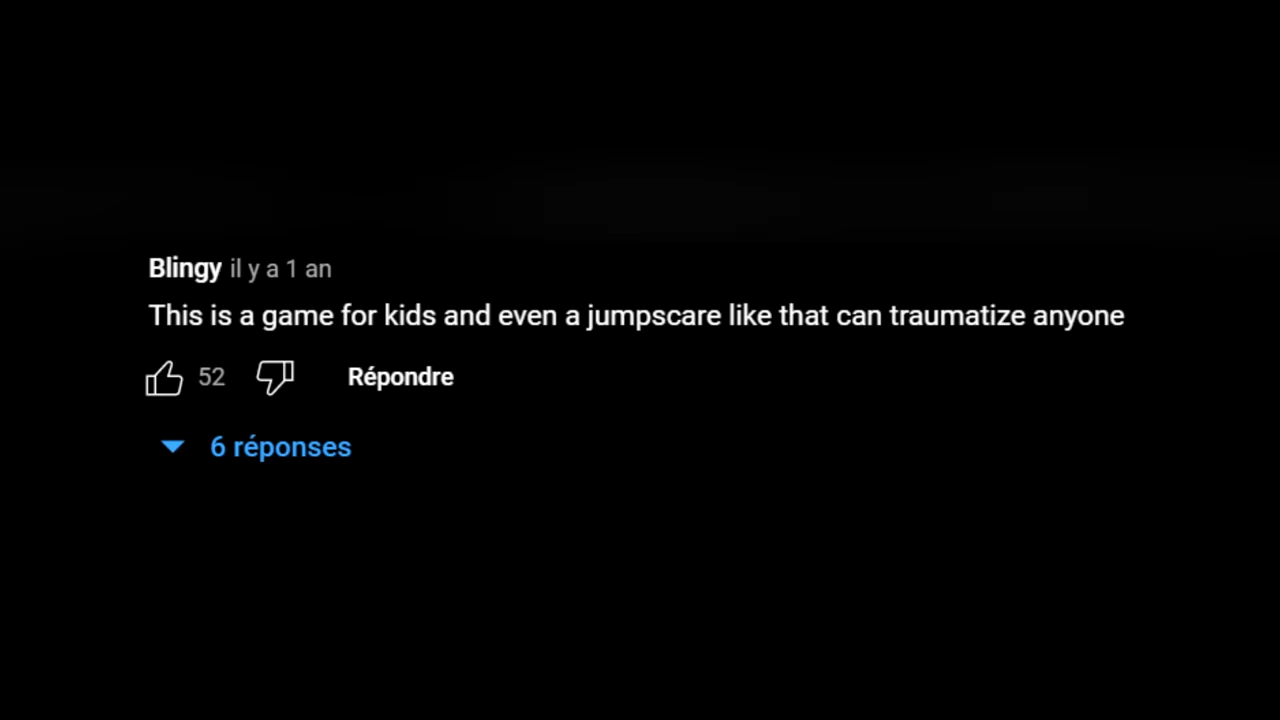 Blingy il y a 1 an
This is a game for kids and even a jumpscare like that can traumatize anyone
52 Répondre
6 réponses